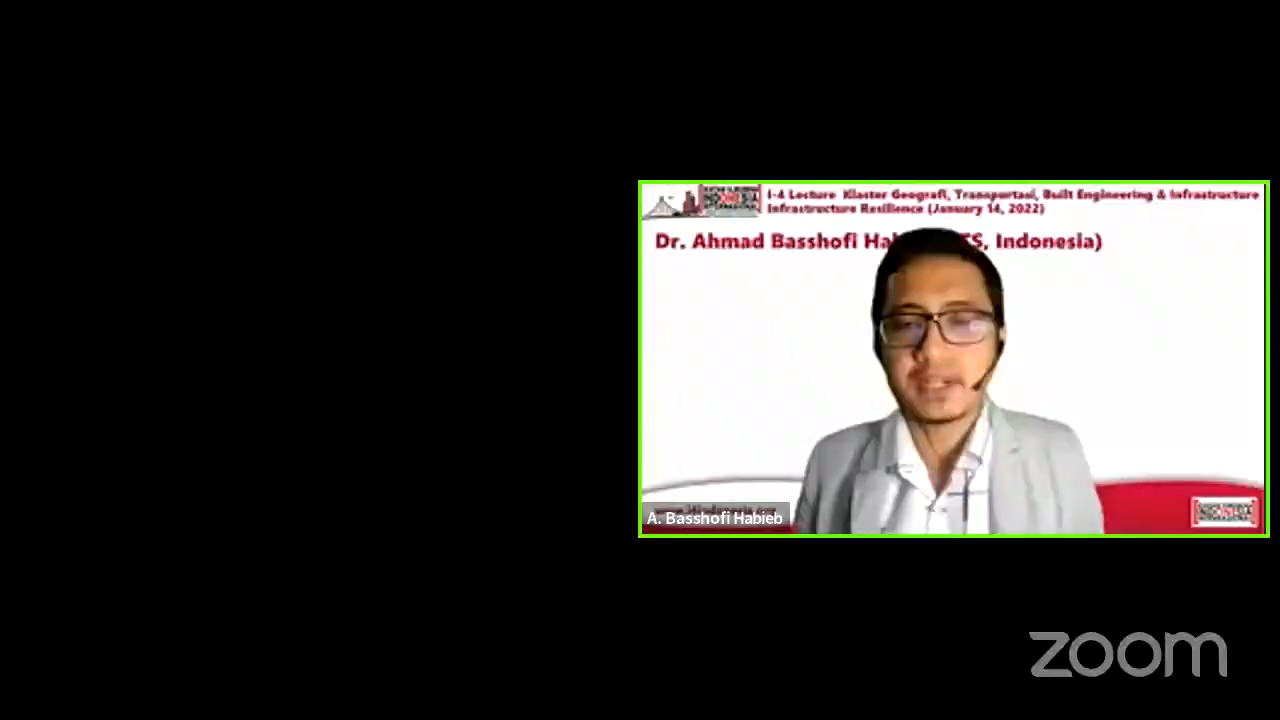 I-4 Lecture Klaster Geografi, Transportasi, Built Engineering & Infrastructure
Infrastructure Resilience (January 14, 2022)
Dr. Ahmad Basshofi Ha TS, Indonesia)
A. Basshofi Habieb
zoom